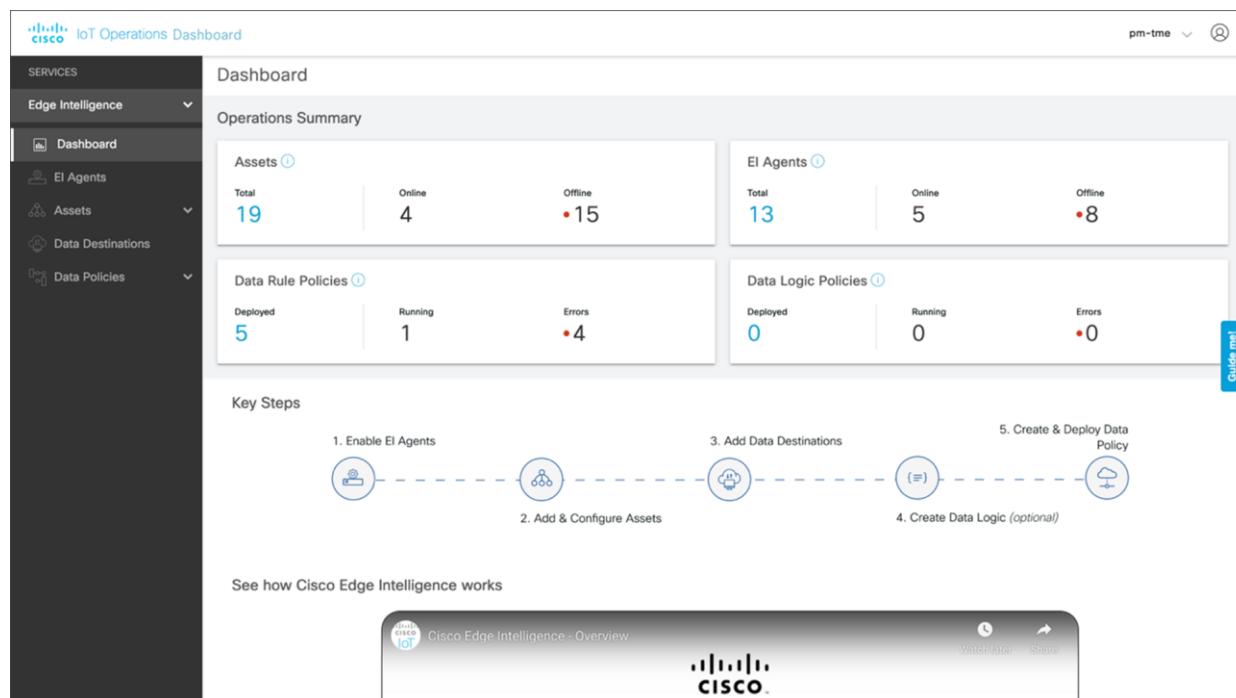 CISCO IoT Operations Dashboard
pm-tme
SERVICES
Edge Intelligence
Dashboard
EI Agents
Assets
Data Destinations
Data Policies
Dashboard
Operations Summary
Assets
Total
Online
Offline
19
4
15
EI Agents
Total
Online
Offline
13
5
8
Data Rule Policies
Deployed
Running
Errors
5
1
4
Data Logic Policies
Deployed
Running
Errors
0
0
0
Guide me!
Key Steps
1. Enable EI Agents
2. Add & Configure Assets
3. Add Data Destinations
4. Create Data Logic (optional)
5. Create & Deploy Data
Policy
See how Cisco Edge Intelligence works
CISCO
IoT
Cisco Edge Intelligence - Overview
Watch later
Share
CISCO